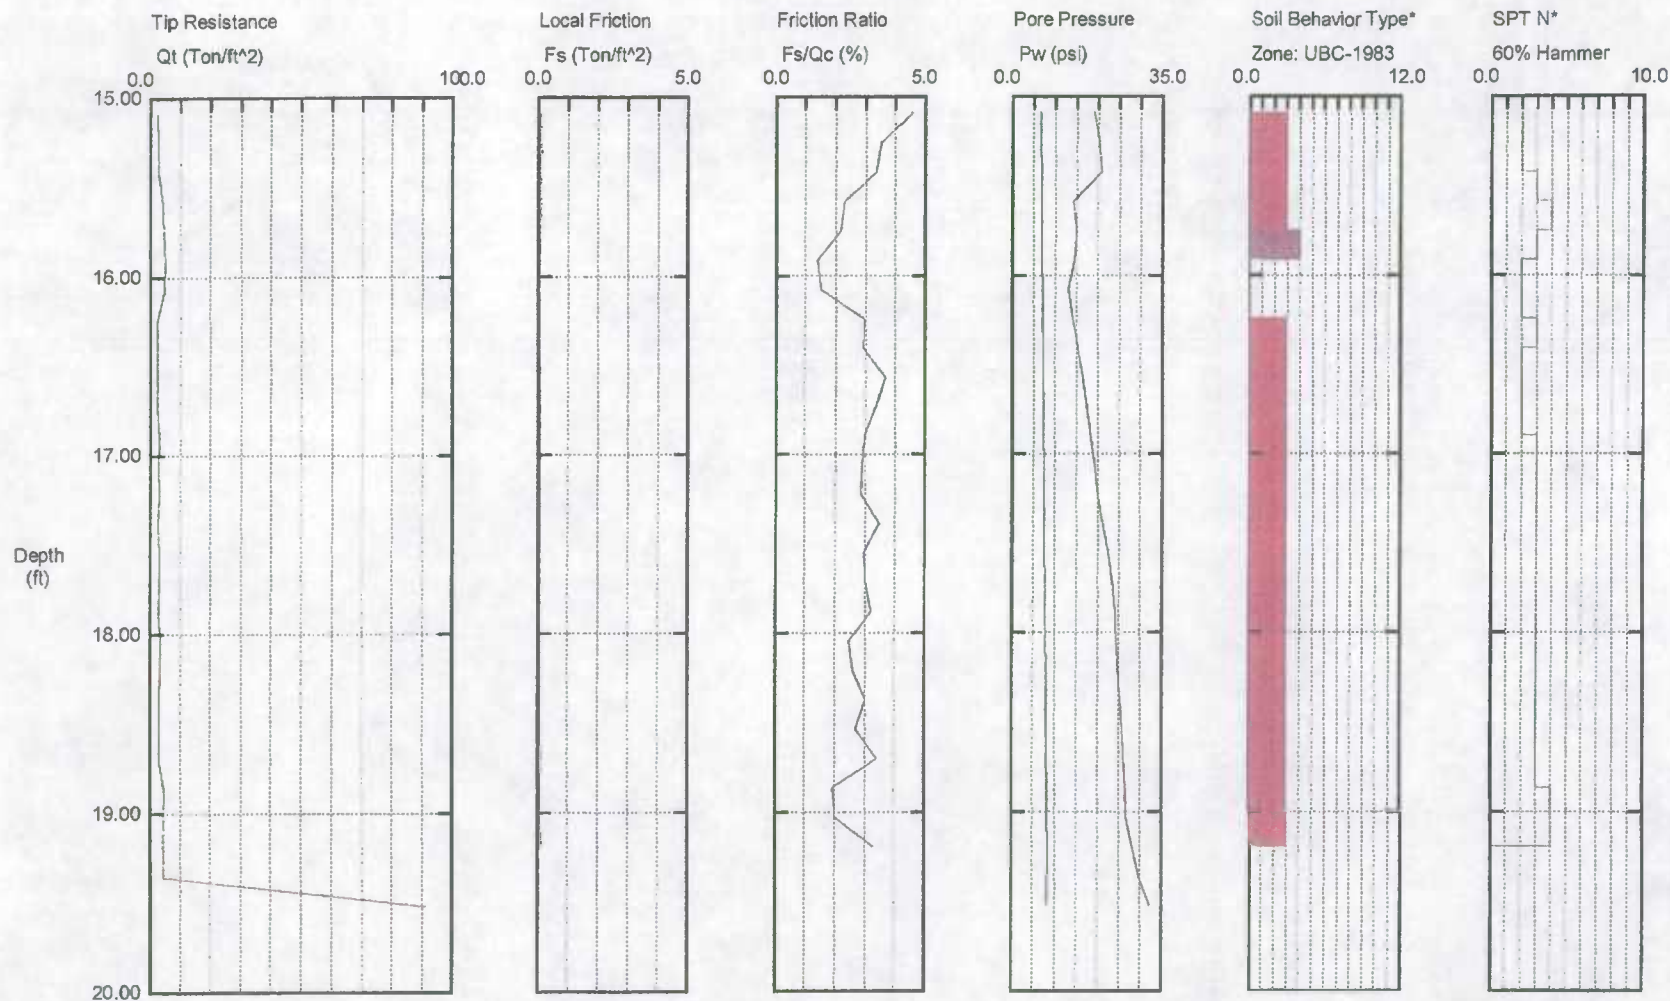 Tip Resistance
Qt (Ton/ft^2)
0.0 100.0
Local Friction
Fs (Ton/ft^2)
0.0 5.0
Friction Ratio
Fs/Qc (%)
0.0 5.0
Pore Pressure
Pw (psi)
0.0 35.0
Soil Behavior Type*
Zone: UBC-1983
0.0 12.0
SPT N*
60% Hammer
0.0 10.0
15.00
16.00
17.00
Depth
(ft)
18.00
19.00
20.00